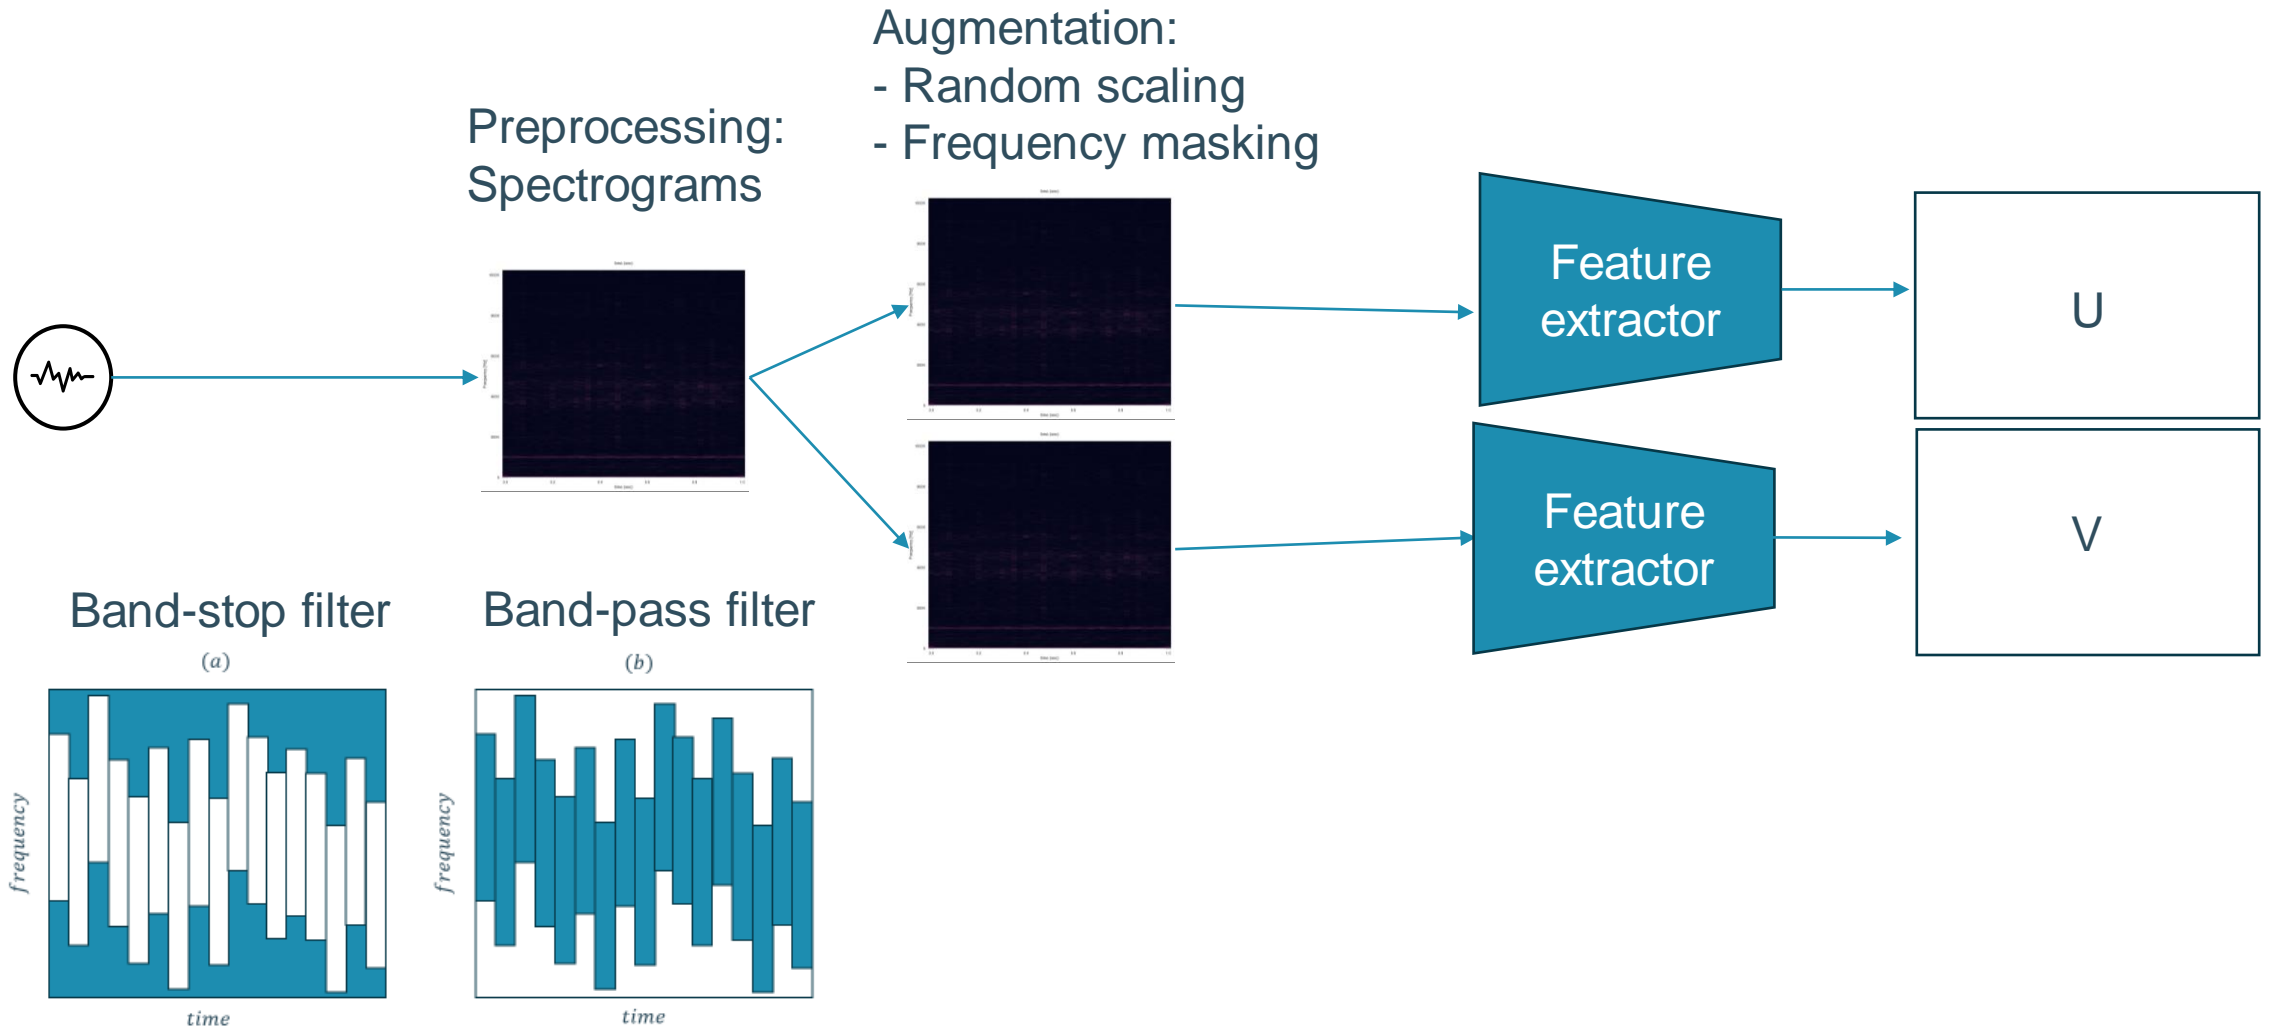 Augmentation:
- Random scaling
- Frequency masking
Preprocessing:
Spectrograms
Feature
extractor
U
Feature
extractor
V
Band-stop filter
(a)
frequency
time
Band-pass filter
(b)
frequency
time